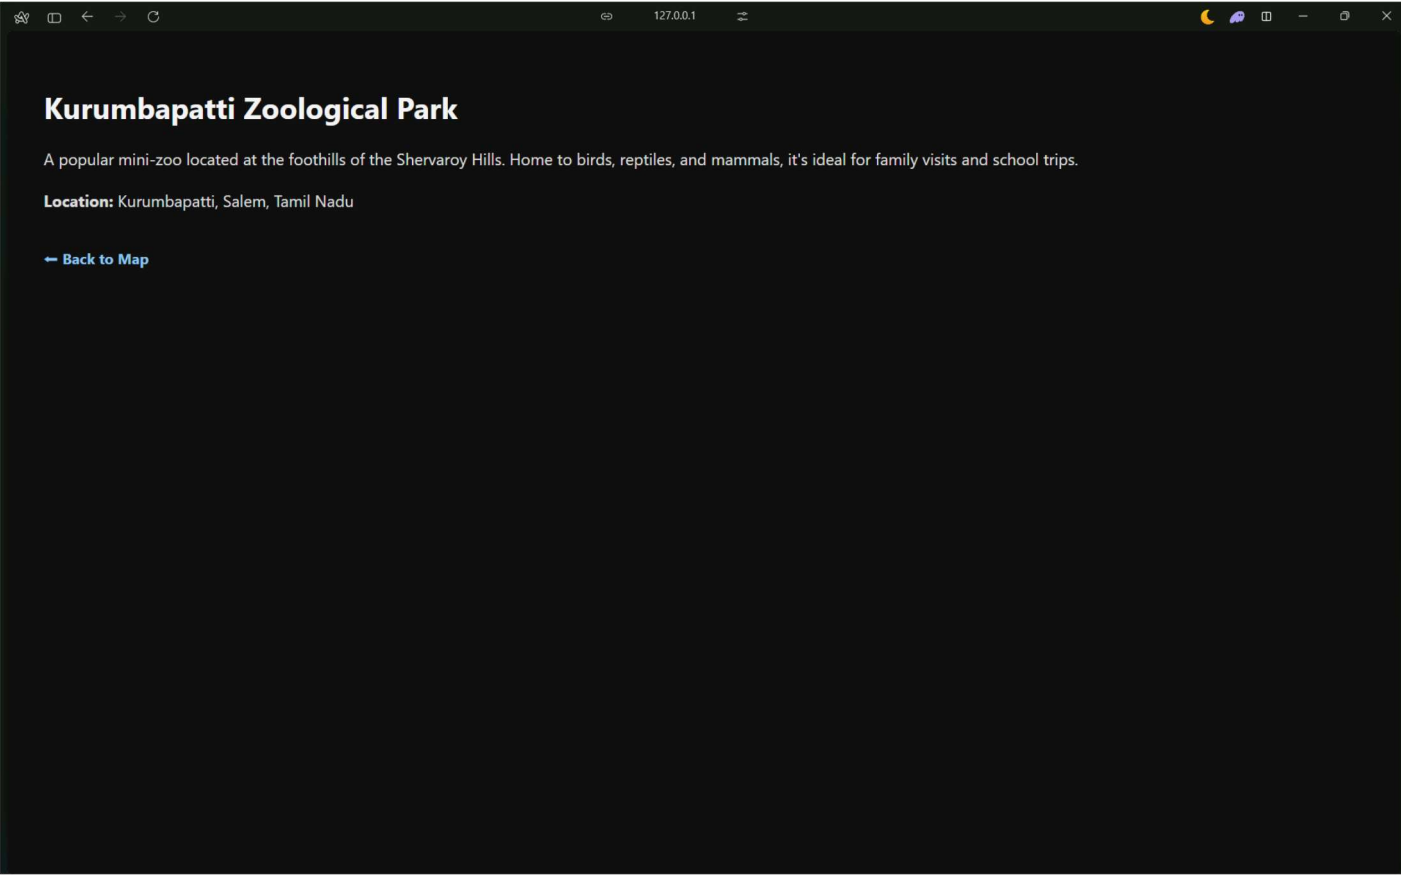 127.0.0.1
Kurumbapatti Zoological Park
A popular mini-zoo located at the foothills of the Shervaroy Hills. Home to birds, reptiles, and mammals, it's ideal for family visits and school trips.
Location: Kurumbapatti, Salem, Tamil Nadu
⬅ Back to Map